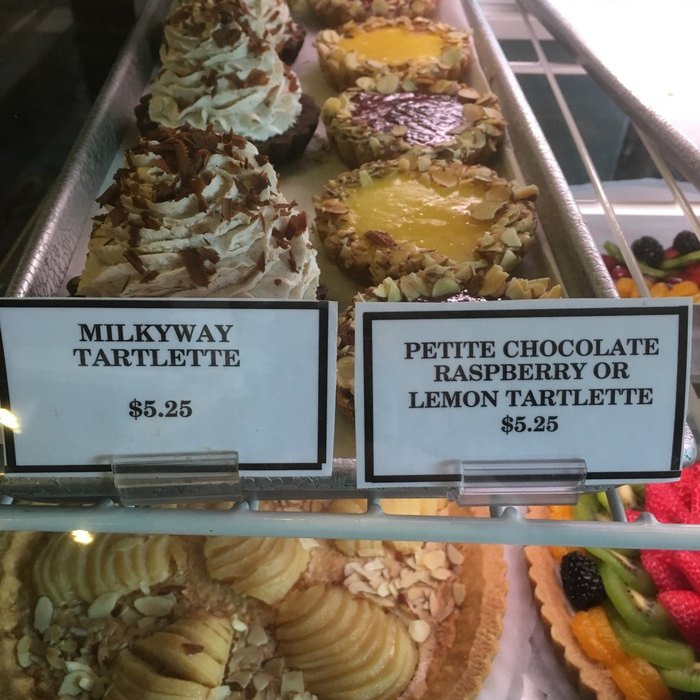 MILKYWAY
TARTLETTE
$5.25
PETITE CHOCOLATE
RASPBERRY OR
LEMON TARTLETTE
$5.25